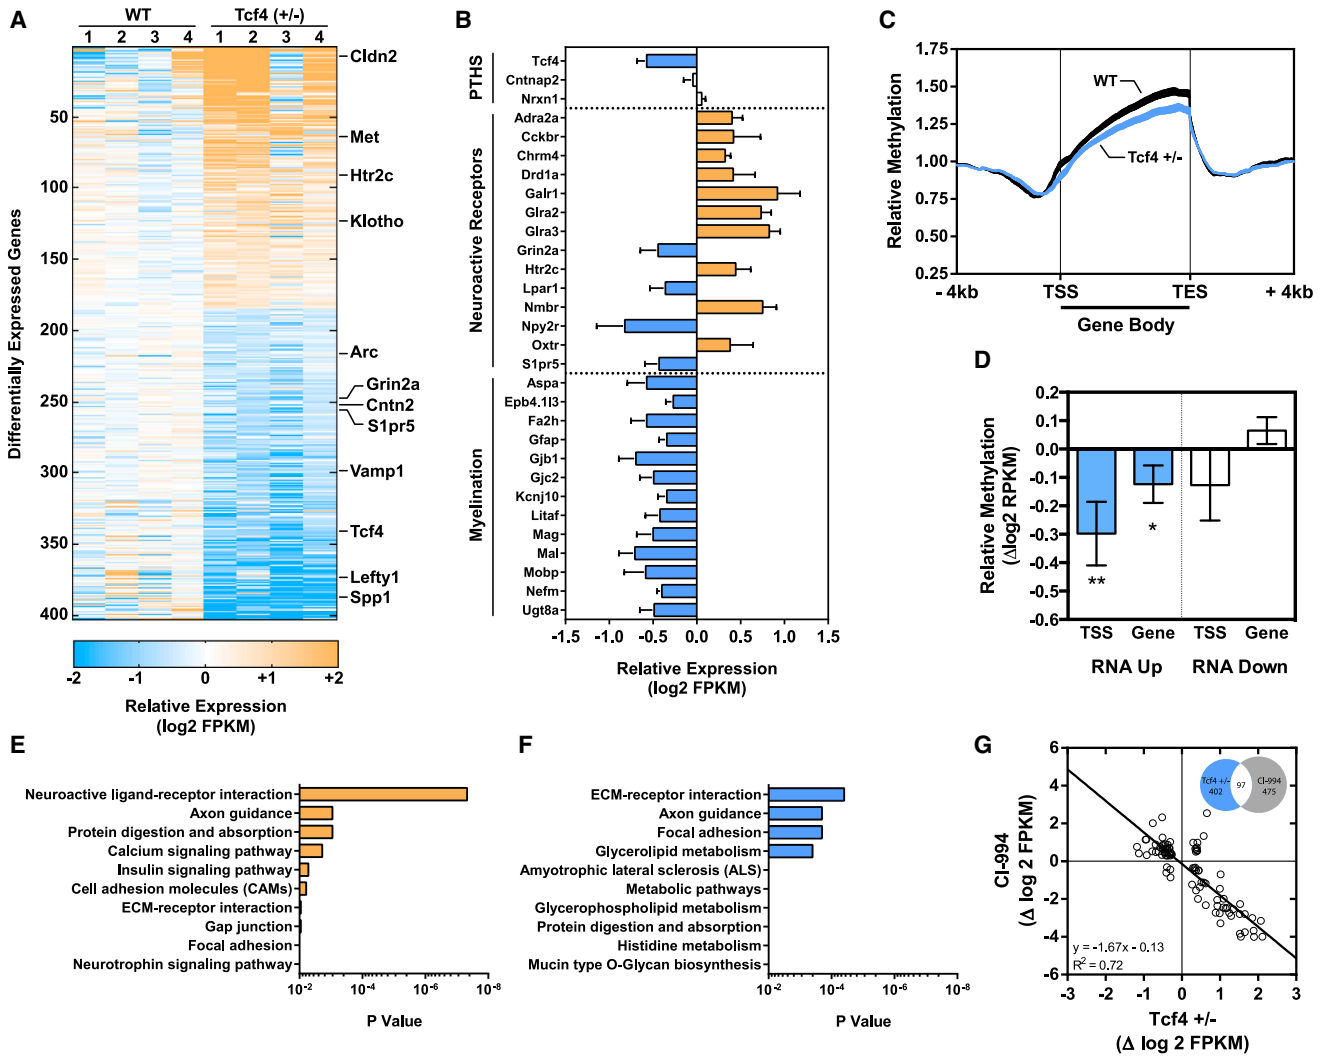 A
WT
Tcf4 (+/-)
1 2 3 4 1 2 3 4
Differentially Expressed Genes
50
100
150
200
250
300
350
400
Cldn2
Met
Htr2c
Klotho
Arc
Grin2a
Cntn2
S1pr5
Vamp1
Tcf4
Lefty1
Spp1
-2 -1 0 +1 +2
Relative Expression
(log2 FPKM)
B
PTHS
Neuroactive Receptors
Myelination
Tcf4
Cntnap2
Nrxn1
Adra2a
Cckbr
Chrm4
Drd1a
Galr1
Glra2
Glra3
Grin2a
Htr2c
Lpar1
Nmbr
Npy2r
Oxtr
S1pr5
Aspa
Epb4.1l3
Fa2h
Gfap
Gjb1
Gjc2
Kcnj10
Litaf
Mag
Mal
Mobp
Nefm
Ugt8a
-1.5 -1.0 -0.5 0.0 0.5 1.0 1.5
Relative Expression
(log2 FPKM)
C
Relative Methylation
1.75
1.50
1.25
1.00
0.75
0.50
0.25
WT
Tcf4 +/-
- 4kb TSS TES + 4kb
Gene Body
D
Relative Methylation
(Δlog2 RPKM)
0.2
0.1
0.0
-0.1
-0.2
-0.3
-0.4
-0.5
-0.6
**
*
TSS Gene TSS Gene
RNA Up RNA Down
E
Neuroactive ligand-receptor interaction
Axon guidance
Protein digestion and absorption
Calcium signaling pathway
Insulin signaling pathway
Cell adhesion molecules (CAMs)
ECM-receptor interaction
Gap junction
Focal adhesion
Neurotrophin signaling pathway
10-2 10-4 10-6 10-8
P Value
F
ECM-receptor interaction
Axon guidance
Focal adhesion
Glycerolipid metabolism
Amyotrophic lateral sclerosis (ALS)
Metabolic pathways
Glycerophospholipid metabolism
Protein digestion and absorption
Histidine metabolism
Mucin type O-Glycan biosynthesis
10-2 10-4 10-6 10-8
P Value
G
CI-994
(Δ log 2 FPKM)
6
4
2
0
-2
-4
-6
Tcf4 +/-
402
97
CI-994
475
y = -1.67x - 0.13
R2 = 0.72
-3 -2 -1 0 1 2 3
Tcf4 +/-
(Δ log 2 FPKM)